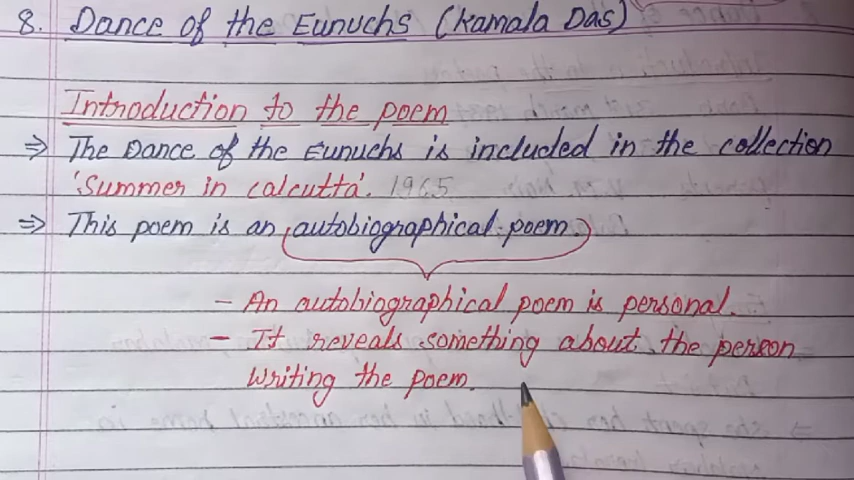 8. Dance of the Eunuchs (Kamala Das)
Introduction to the poem
⇒ The Dance of the Eunuchs is included in the collection
'Summer in calcutta'. 1965
⇒ This poem is an autobiographical poem.
- An autobiographical poem is personal.
- It reveals something about the person
writing the poem.